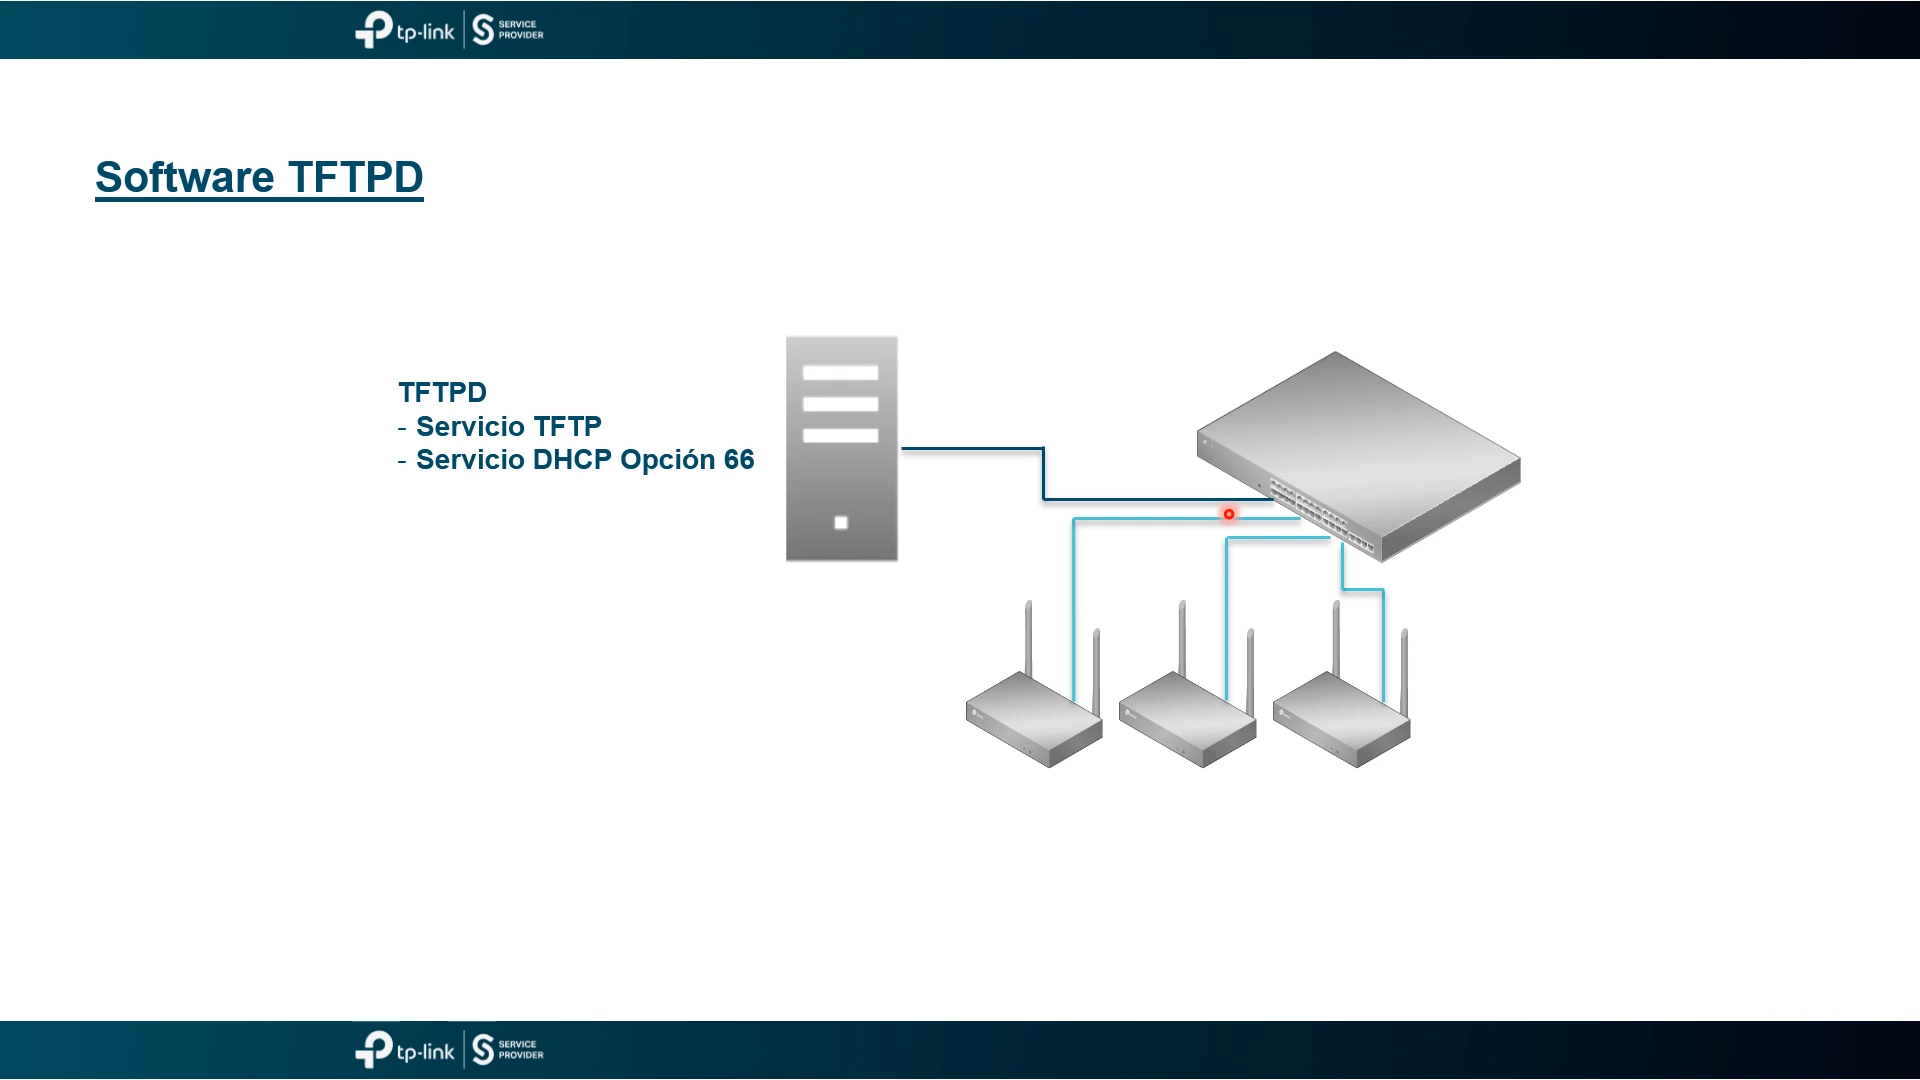 tp-link | SERVICE PROVIDER
Software TFTPD
TFTPD
- Servicio TFTP
- Servicio DHCP Opción 66
tp-link | SERVICE PROVIDER